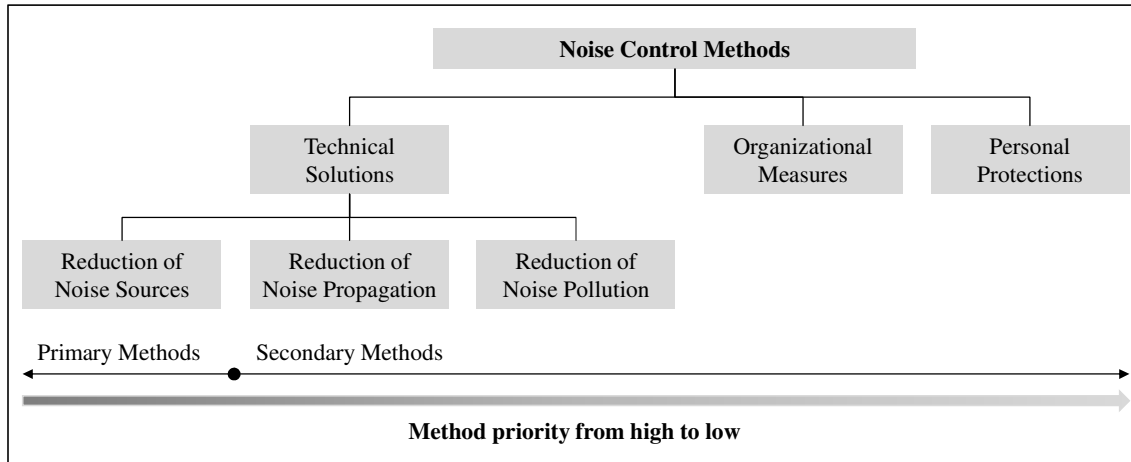 Noise Control Methods
Technical
Solutions
Organizational
Measures
Personal
Protections
Reduction of
Noise Sources
Reduction of
Noise Propagation
Reduction of
Noise Pollution
Primary Methods
Secondary Methods
Method priority from high to low